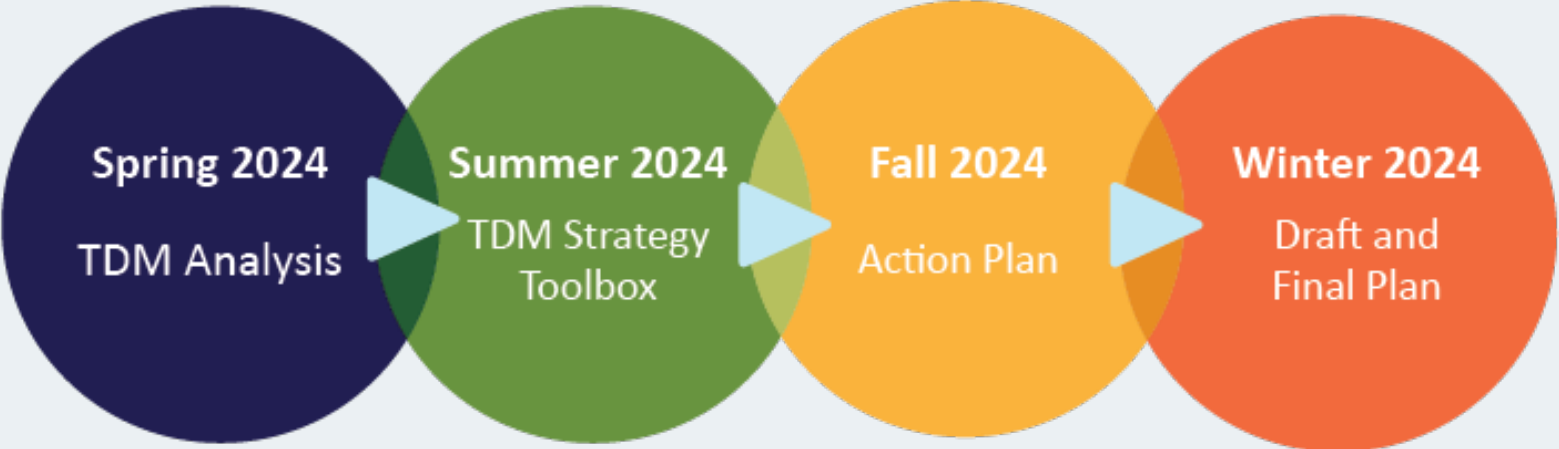 Spring 2024
TDM Analysis
Summer 2024
TDM Strategy
Toolbox
Fall 2024
Action Plan
Winter 2024
Draft and
Final Plan